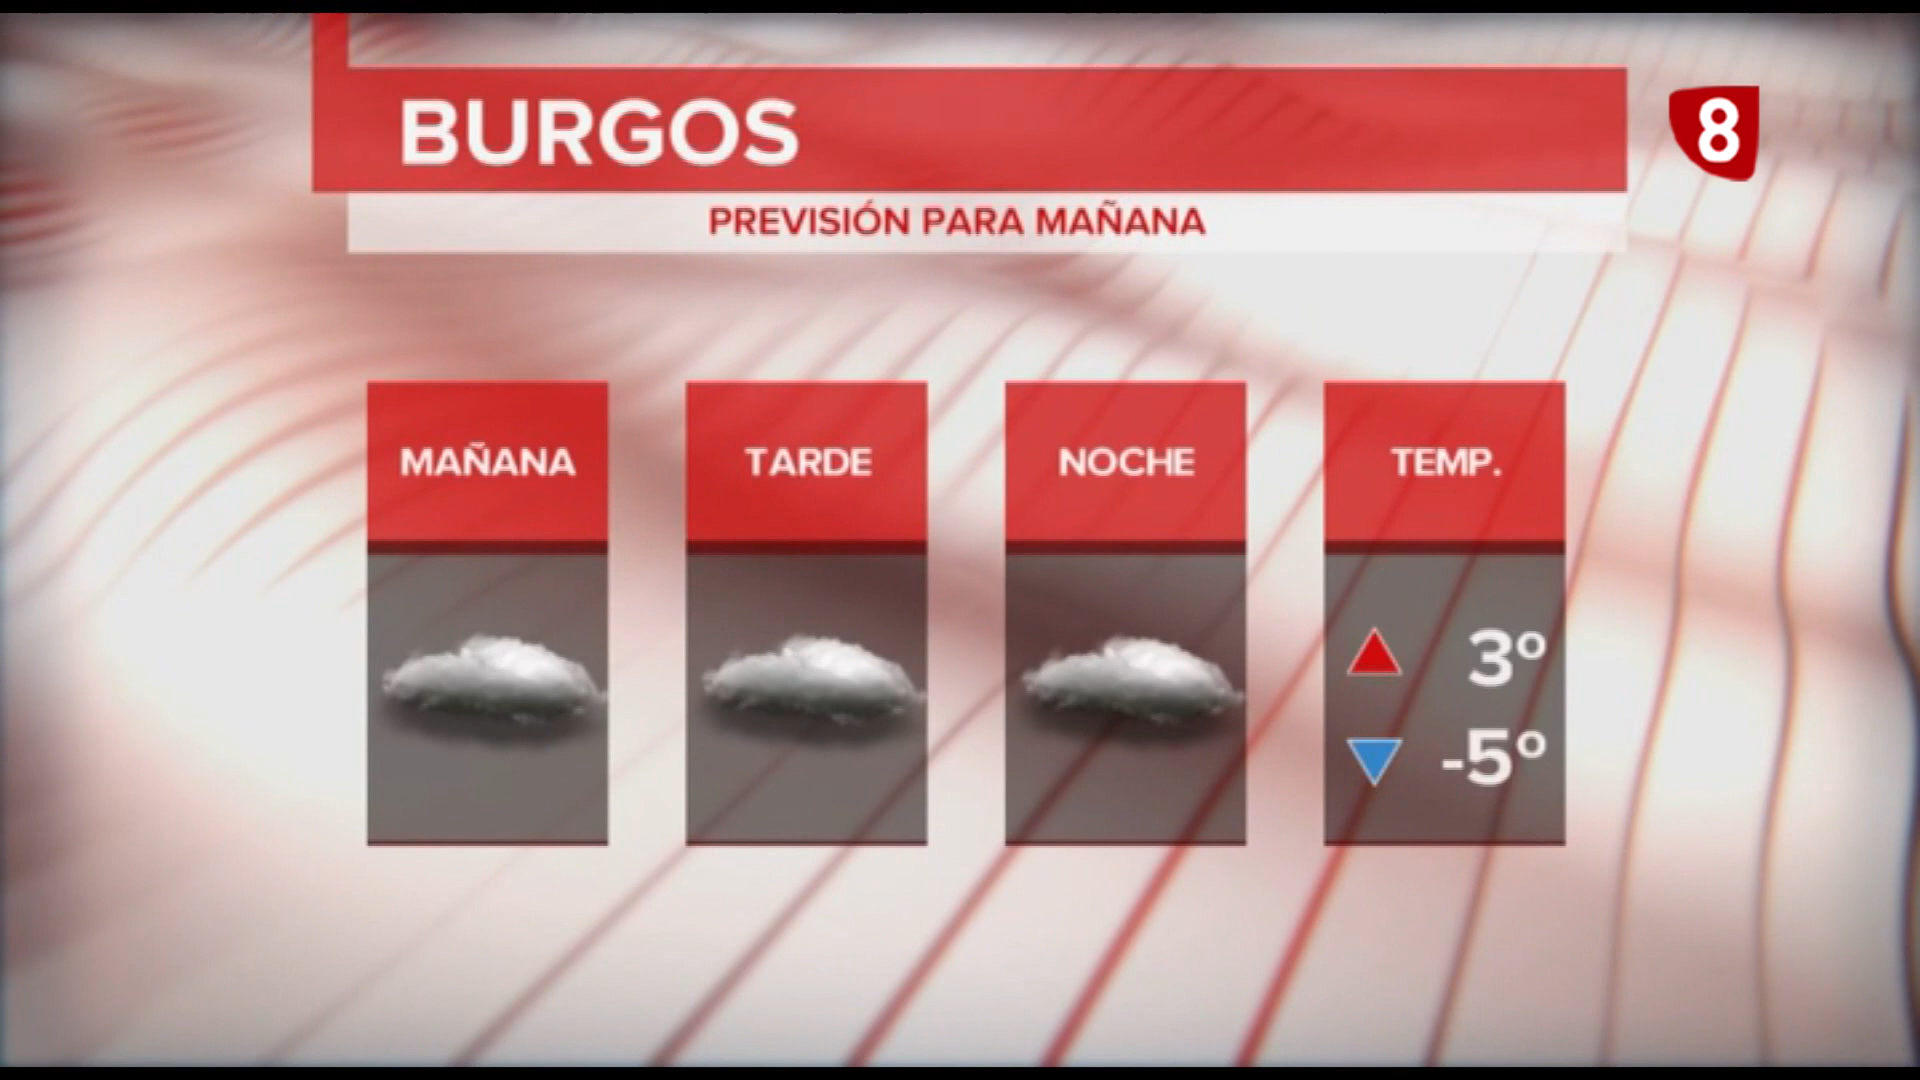 BURGOS
8
PREVISIÓN PARA MAÑANA
MAÑANA
TARDE
NOCHE
TEMP.
3º
-5º